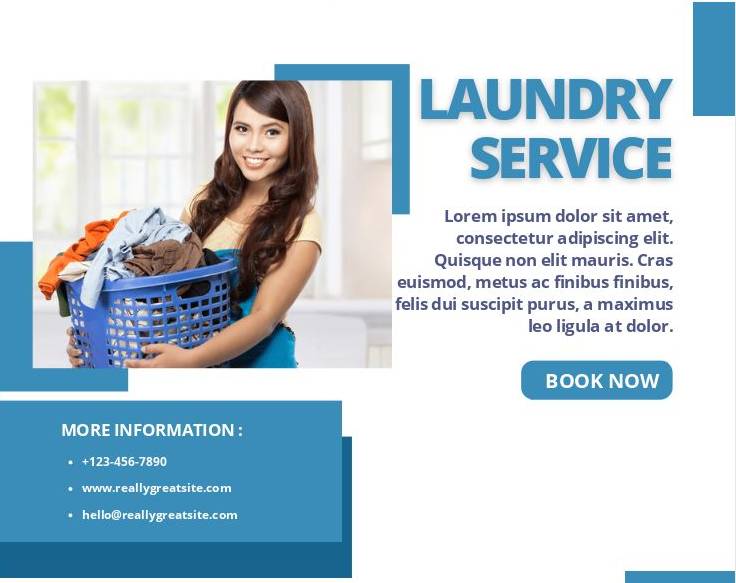 LAUNDRY
SERVICE
Lorem ipsum dolor sit amet,
consectetur adipiscing elit.
Quisque non elit mauris. Cras
euismod, metus ac finibus finibus,
felis dui suscipit purus, a maximus
leo ligula at dolor.
BOOK NOW
MORE INFORMATION :
• +123-456-7890
• www.reallygreatsite.com
• hello@reallygreatsite.com